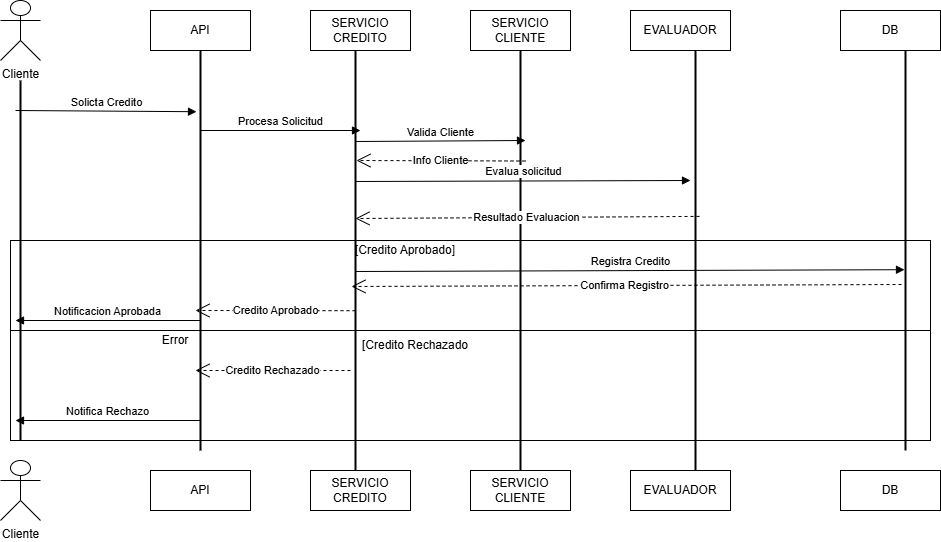 API
SERVICIO
CREDITO
SERVICIO
CLIENTE
EVALUADOR
DB
Cliente
Solicta Credito
Procesa Solicitud
Valida Cliente
Info Cliente
Evalua solicitud
Resultado Evaluacion
[Credito Aprobado]
Registra Credito
Confirma Registro
Notificacion Aprobada
Credito Aprobado
Error
[Credito Rechazado
Credito Rechazado
Notifica Rechazo
API
SERVICIO
CREDITO
SERVICIO
CLIENTE
EVALUADOR
DB
Cliente